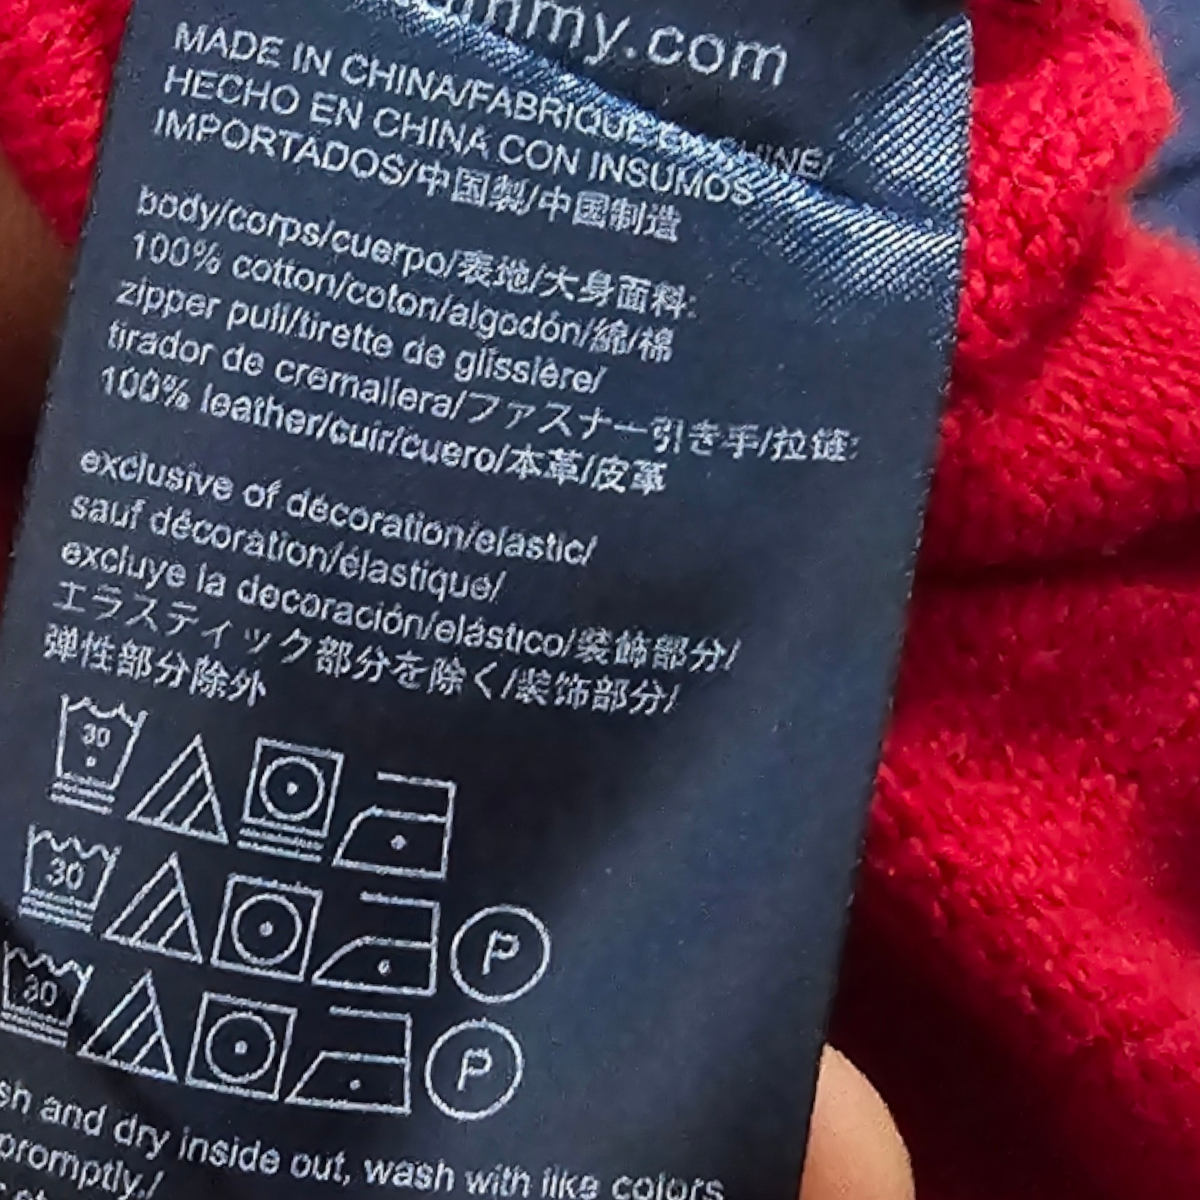 mmy.com
MADE IN CHINA/FABRIQUÉ EN CHINE/
HECHO EN CHINA CON INSUMOS
IMPORTADOS/中国製/中国制造
body/corps/cuerpo/表地/大身面料:
100% cotton/coton/algodón/綿/棉
zipper pull/tirette de glissière/
tirador de cremallera/ファスナー引き手/拉链:
100% leather/cuir/cuero/本革/皮革
exclusive of decoration/elastic/
sauf décoration/élastique/
excluye la decoración/elástico/装飾部分/
エラスティック部分を除く/装饰部分/
弹性部分除外
30
30 P
30 P
sh and dry inside out, wash with like colors
promptly./